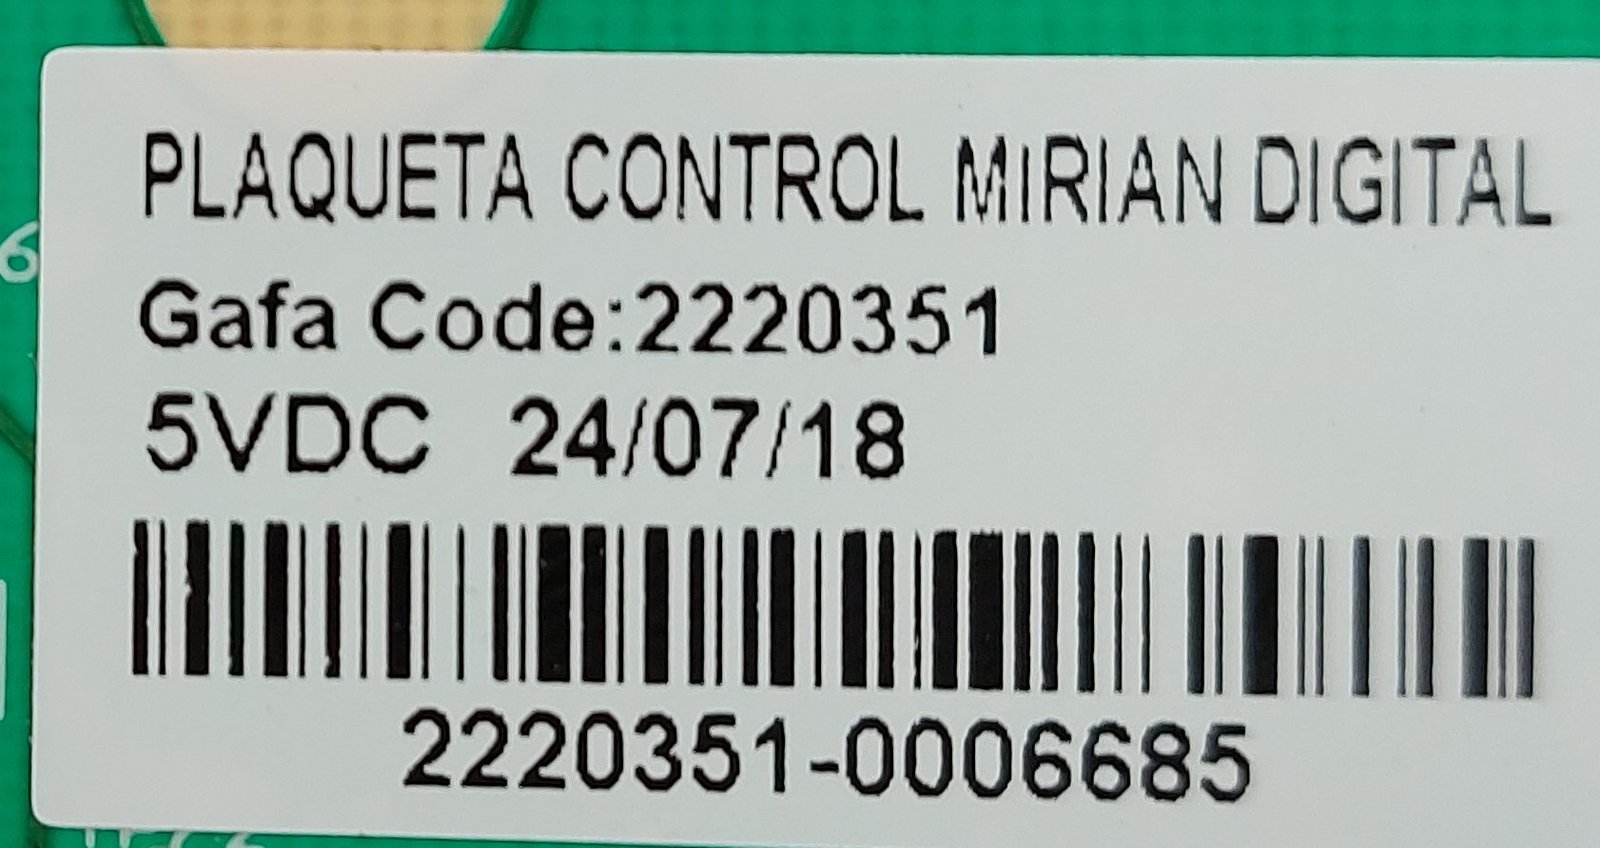 PLAQUETA CONTROL MIRIAN DIGITAL
Gafa Code:2220351
5VDC 24/07/18
2220351-0006685